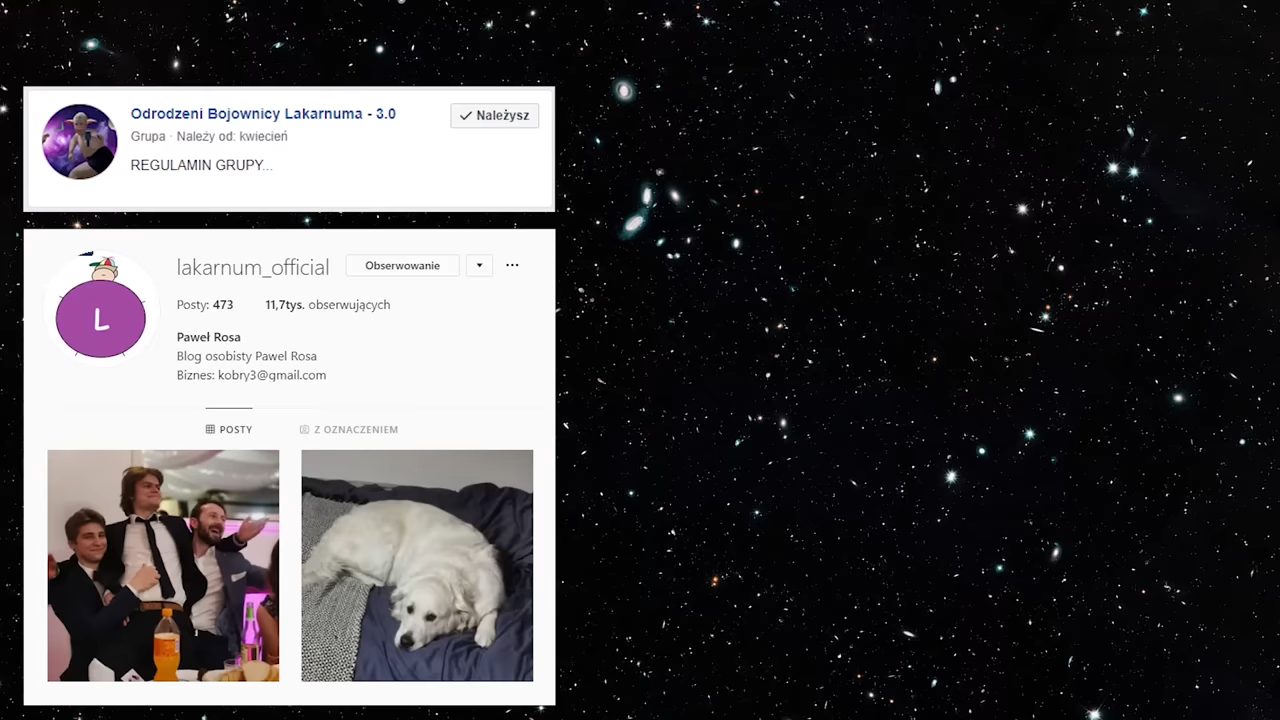 Odrodzeni Bojownicy Lakarnuma - 3.0
Należysz
Grupa · Należy od: kwiecień
REGULAMIN GRUPY...
lakarnum_official
Obserwowanie
Posty: 473
11,7tys. obserwujących
Paweł Rosa
Blog osobisty Paweł Rosa
Biznes: kobry3@gmail.com
POSTY
Z OZNACZENIEM
L